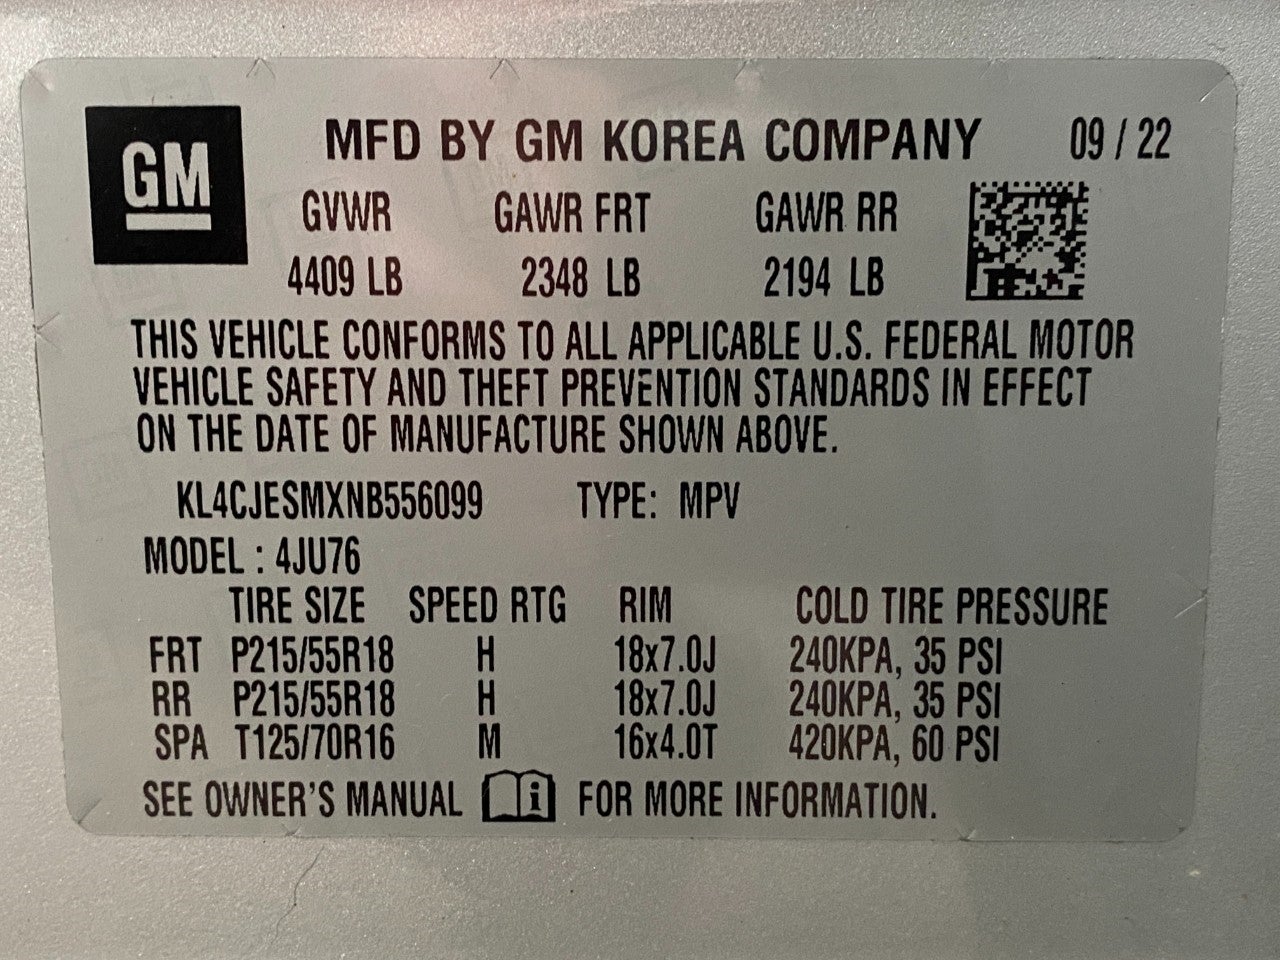 GM MFD BY GM KOREA COMPANY 09 / 22
GVWR GAWR FRT GAWR RR
4409 LB 2348 LB 2194 LB
THIS VEHICLE CONFORMS TO ALL APPLICABLE U.S. FEDERAL MOTOR
VEHICLE SAFETY AND THEFT PREVENTION STANDARDS IN EFFECT
ON THE DATE OF MANUFACTURE SHOWN ABOVE.
KL4CJESMXNB556099 TYPE: MPV
MODEL : 4JU76
TIRE SIZE SPEED RTG RIM COLD TIRE PRESSURE
FRT P215/55R18 H 18x7.0J 240KPA, 35 PSI
RR P215/55R18 H 18x7.0J 240KPA, 35 PSI
SPA T125/70R16 M 16x4.0T 420KPA, 60 PSI
SEE OWNER'S MANUAL i FOR MORE INFORMATION.